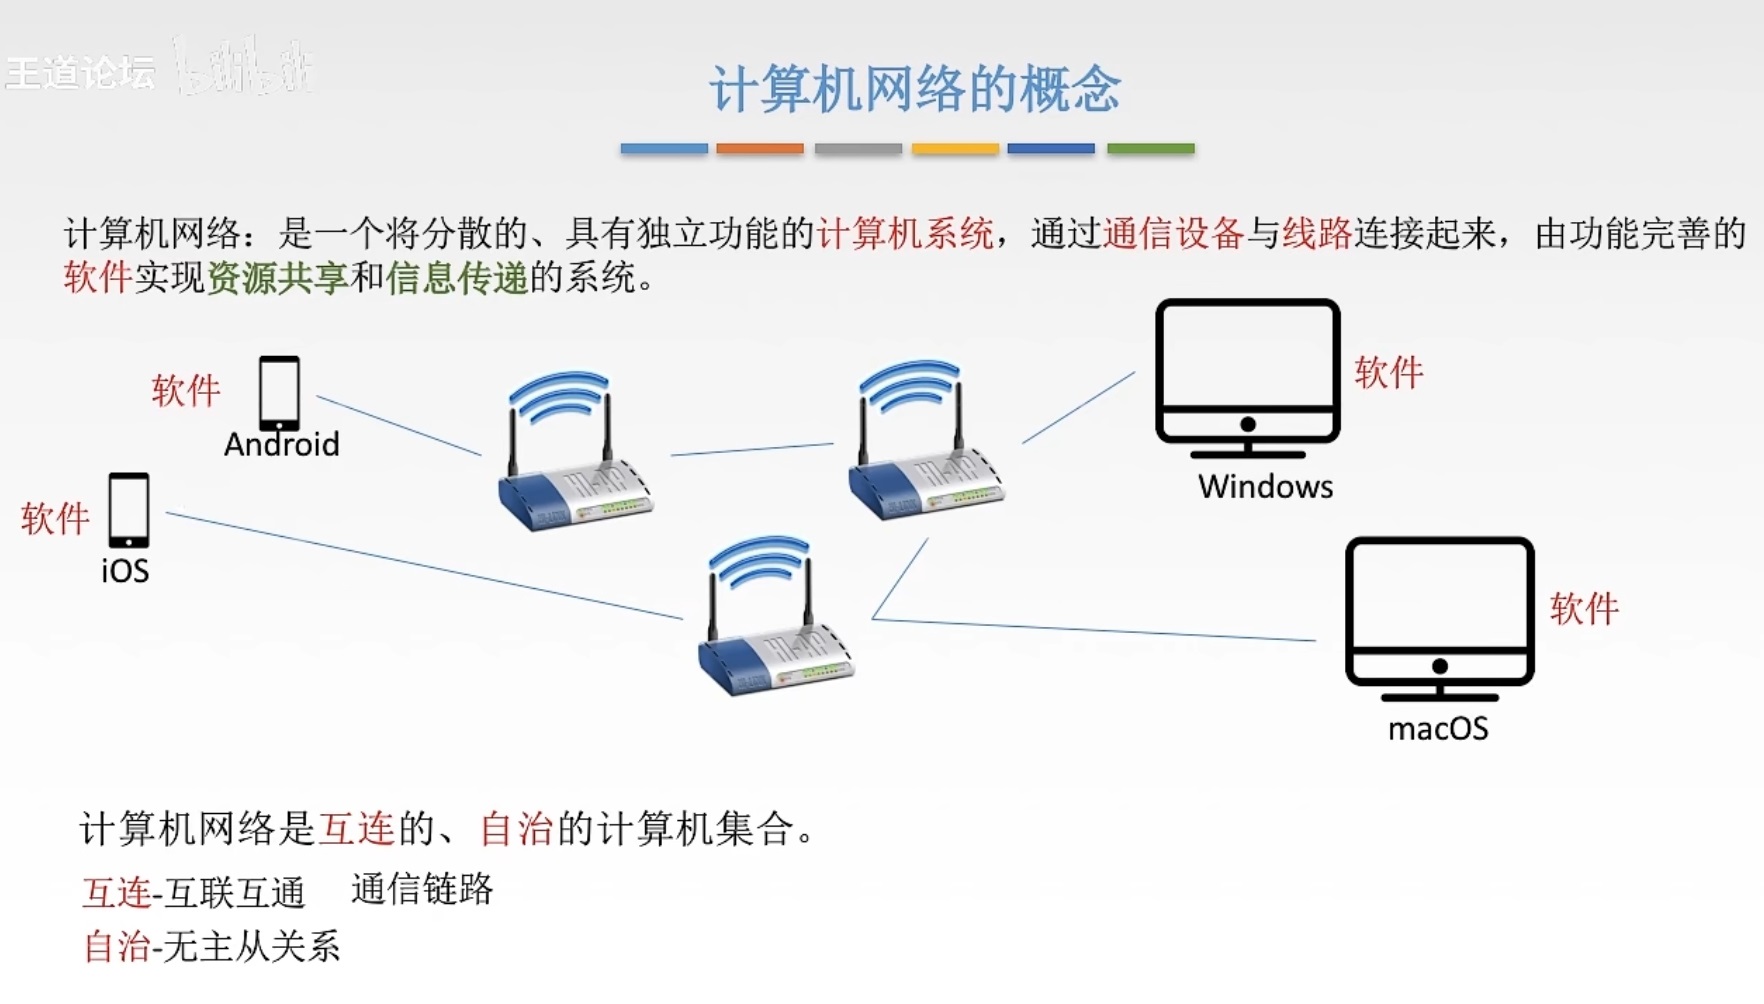 王道论坛 bilibili
计算机网络的概念
计算机网络：是一个将分散的、具有独立功能的计算机系统，通过通信设备与线路连接起来，由功能完善的
软件实现资源共享和信息传递的系统。
软件
Android
软件
Windows
软件
iOS
软件
macOS
计算机网络是互连的、自治的计算机集合。
互连-互联互通 通信链路
自治-无主从关系